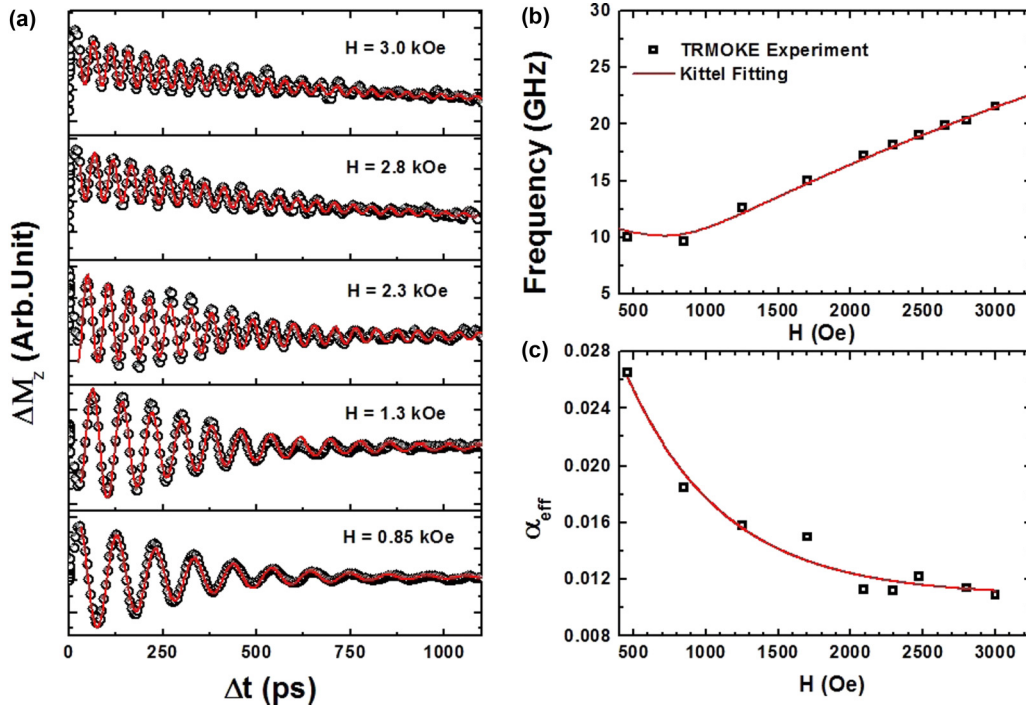 (a)
H = 3.0 kOe
H = 2.8 kOe
H = 2.3 kOe
H = 1.3 kOe
H = 0.85 kOe
ΔM_z (Arb.Unit)
0 250 500 750 1000
Δt (ps)
(b)
30
25
20
15
10
5
Frequency (GHz)
TRMOKE Experiment
Kittel Fitting
500 1000 1500 2000 2500 3000
H (Oe)
(c)
0.028
0.024
0.020
0.016
0.012
0.008
α_eff
500 1000 1500 2000 2500 3000
H (Oe)